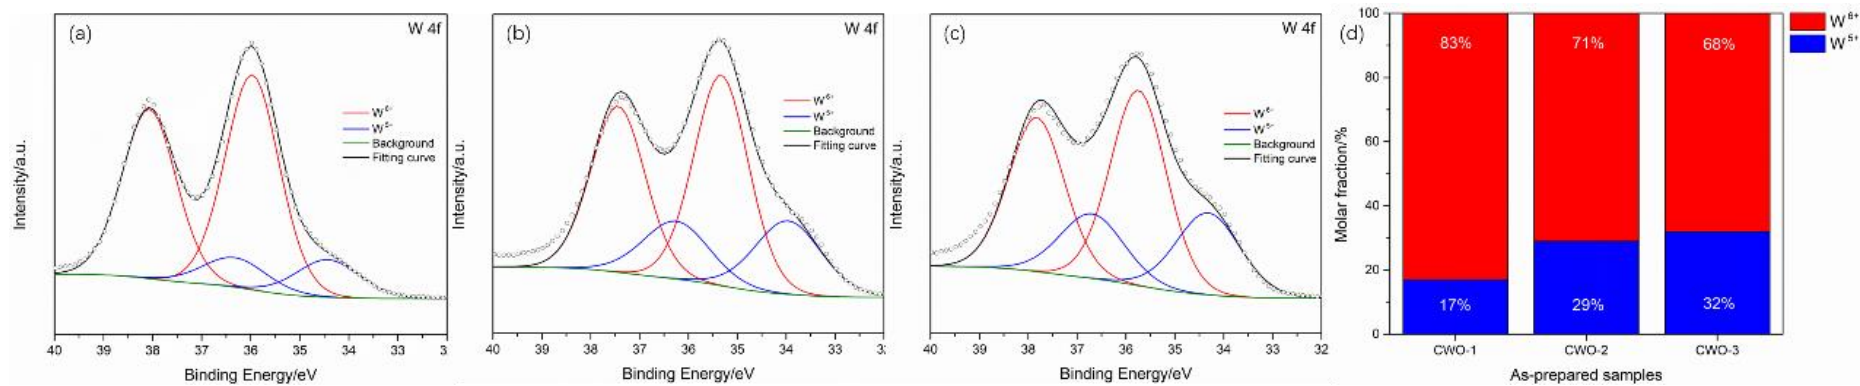 (a)
W 4f
W⁶⁺
W⁵⁺
Background
Fitting curve
Intensity/a.u.
40 39 38 37 36 35 34 33 3
Binding Energy/eV
(b)
W 4f
W⁶⁺
W⁵⁺
Background
Fitting curve
Intensity/a.u.
40 39 38 37 36 35 34 33 3
Binding Energy/eV
(c)
W 4f
W⁶⁺
W⁵⁺
Background
Fitting curve
Intensity/a.u.
40 39 38 37 36 35 34 33 32
Binding Energy/eV
(d)
W⁶⁺
W⁵⁺
Molar fraction/%
100
80
60
40
20
0
83% 71% 68%
17% 29% 32%
CWO-1 CWO-2 CWO-3
As-prepared samples